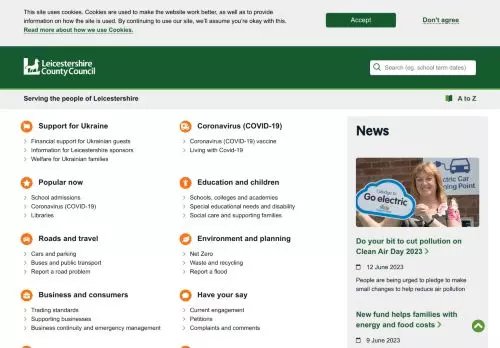 This site uses cookies. Cookies are used to make the website work better, as well as to provide
information on how the site is used. By continuing to use our site, we'll assume you're okay with this.
Read more about how we use Cookies.
Accept
Don't agree
Leicestershire
County Council
Search (eg. school term dates)
Serving the people of Leicestershire
A to Z
Support for Ukraine
Financial support for Ukrainian guests
Information for Leicestershire sponsors
Welfare for Ukrainian families
Coronavirus (COVID-19)
Coronavirus (COVID-19) vaccine
Living with Covid-19
Popular now
School admissions
Coronavirus (COVID-19)
Libraries
Education and children
Schools, colleges and academies
Special educational needs and disability
Social care and supporting families
Roads and travel
Cars and parking
Buses and public transport
Report a road problem
Environment and planning
Net Zero
Waste and recycling
Report a flood
Business and consumers
Trading standards
Supporting businesses
Business continuity and emergency management
Have your say
Current engagement
Petitions
Complaints and comments
News
Electric Car
Charging Point
Go electric
Do your bit to cut pollution on
Clean Air Day 2023
12 June 2023
People are being urged to pledge to make
small changes to help reduce air pollution
New fund helps families with
energy and food costs
9 June 2023